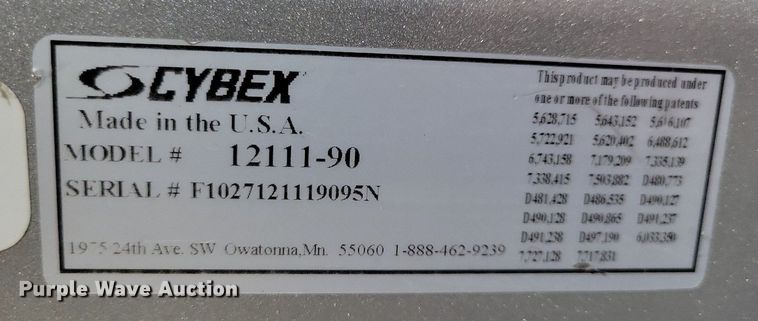 CYBEX
Made in the U.S.A.
MODEL # 12111-90
SERIAL # F1027121119095N
1975 24th Ave. SW Owatonna,Mn. 55060 1-888-462-9239
This product may be produced under
one or more of the following patents
5,628,715 5,643,152 5,616,107
5,722,921 5,620,402 6,488,612
6,743,158 7,179,209 7,335,139
7,338,415 7,503,882 D480,773
D481,428 D486,535 D490,127
D490,128 D490,865 D491,237
D491,238 D497,190 6,033,350
7,727,128 7,717,831
Purple Wave Auction